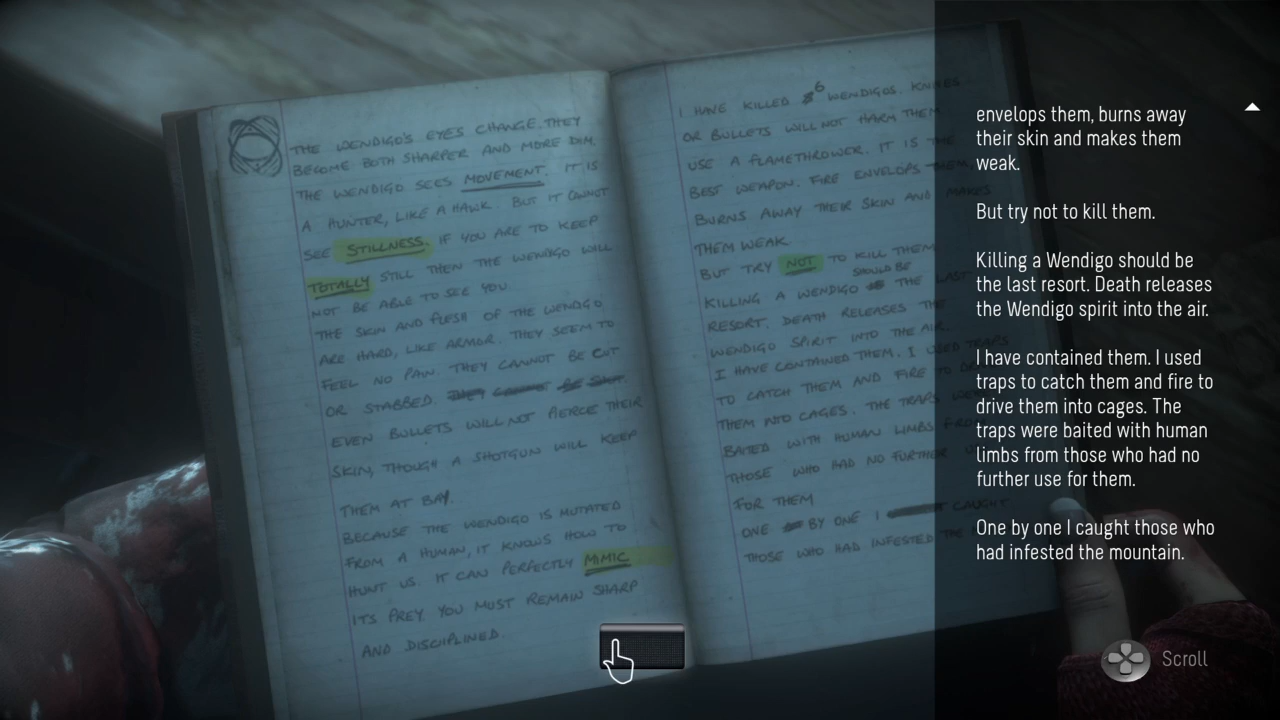 THE WENDIGO'S EYES CHANGE. THEY
BECOME BOTH SHARPER AND MORE DIM.
THE WENDIGO SEES MOVEMENT. IT IS
A HUNTER, LIKE A HAWK. BUT IT CANNOT
SEE STILLNESS. IF YOU ARE TO KEEP
TOTALLY STILL THEN THE WENDIGO WILL
NOT BE ABLE TO SEE YOU
THE SKIN AND FLESH OF THE WENDIGO
ARE HARD, LIKE ARMOR. THEY SEEM TO
FEEL NO PAIN. THEY CANNOT BE CUT
OR STABBED. THEY CANNOT BE SHOT.
EVEN BULLETS WILL NOT PIERCE THEIR
SKIN, THOUGH A SHOTGUN WILL KEEP
THEM AT BAY.
BECAUSE THE WENDIGO IS MUTATED
FROM A HUMAN, IT KNOWS HOW TO
HUNT US. IT CAN PERFECTLY MIMIC
ITS PREY. YOU MUST REMAIN SHARP
AND DISCIPLINED.
I HAVE KILLED 6 WENDIGOS. KNIVES
OR BULLETS WILL NOT HARM THEM
USE A FLAMETHROWER. IT IS THE
BEST WEAPON. FIRE ENVELOPS THEM,
BURNS AWAY THEIR SKIN AND MAKES
THEM WEAK.
BUT TRY NOT TO KILL THEM
KILLING A WENDIGO SHOULD BE THE LAST
RESORT. DEATH RELEASES THE
WENDIGO SPIRIT INTO THE AIR.
I HAVE CONTAINED THEM. I USED TRAPS
TO CATCH THEM AND FIRE TO DRIVE
THEM INTO CAGES. THE TRAPS WERE
BAITED WITH HUMAN LIMBS FROM
THOSE WHO HAD NO FURTHER
FOR THEM
ONE BY ONE I CAUGHT
THOSE WHO HAD INFESTED THE
envelops them, burns away
their skin and makes them
weak.
But try not to kill them.
Killing a Wendigo should be
the last resort. Death releases
the Wendigo spirit into the air.
I have contained them. I used
traps to catch them and fire to
drive them into cages. The
traps were baited with human
limbs from those who had no
further use for them.
One by one I caught those who
had infested the mountain.
Scroll